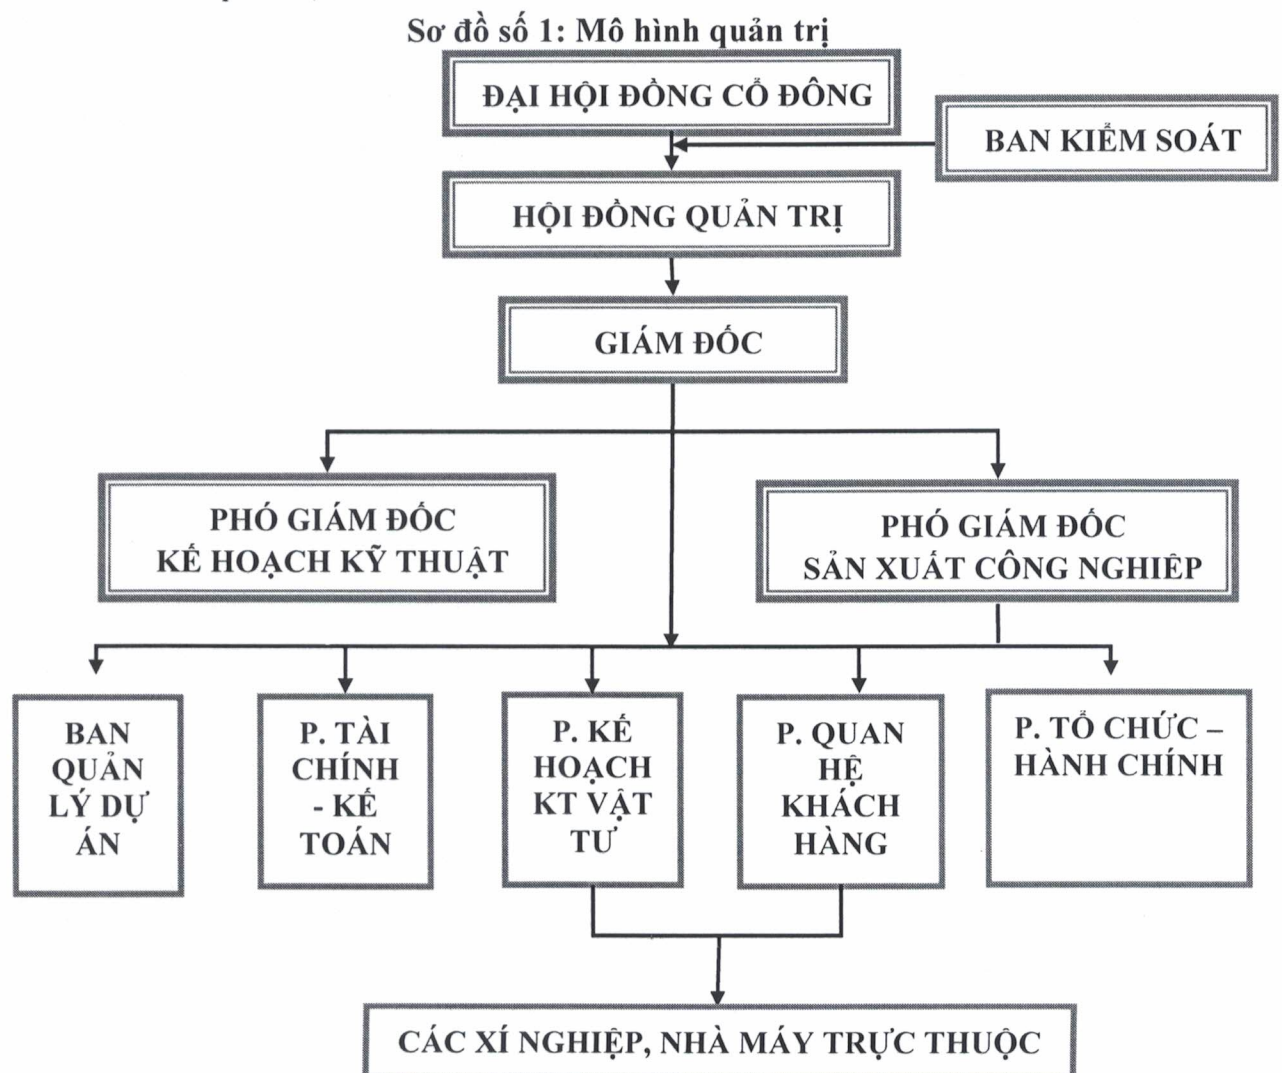 Sơ đồ số 1: Mô hình quản trị
ĐẠI HỘI ĐỒNG CỔ ĐÔNG
BAN KIỂM SOÁT
HỘI ĐỒNG QUẢN TRỊ
GIÁM ĐỐC
PHÓ GIÁM ĐỐC
KẾ HOẠCH KỸ THUẬT
PHÓ GIÁM ĐỐC
SẢN XUẤT CÔNG NGHIỆP
BAN
QUẢN
LÝ DỰ
ÁN
P. TÀI
CHÍNH
- KẾ
TOÁN
P. KẾ
HOẠCH
KT VẬT
TƯ
P. QUAN
HỆ
KHÁCH
HÀNG
P. TỔ CHỨC –
HÀNH CHÍNH
CÁC XÍ NGHIỆP, NHÀ MÁY TRỰC THUỘC